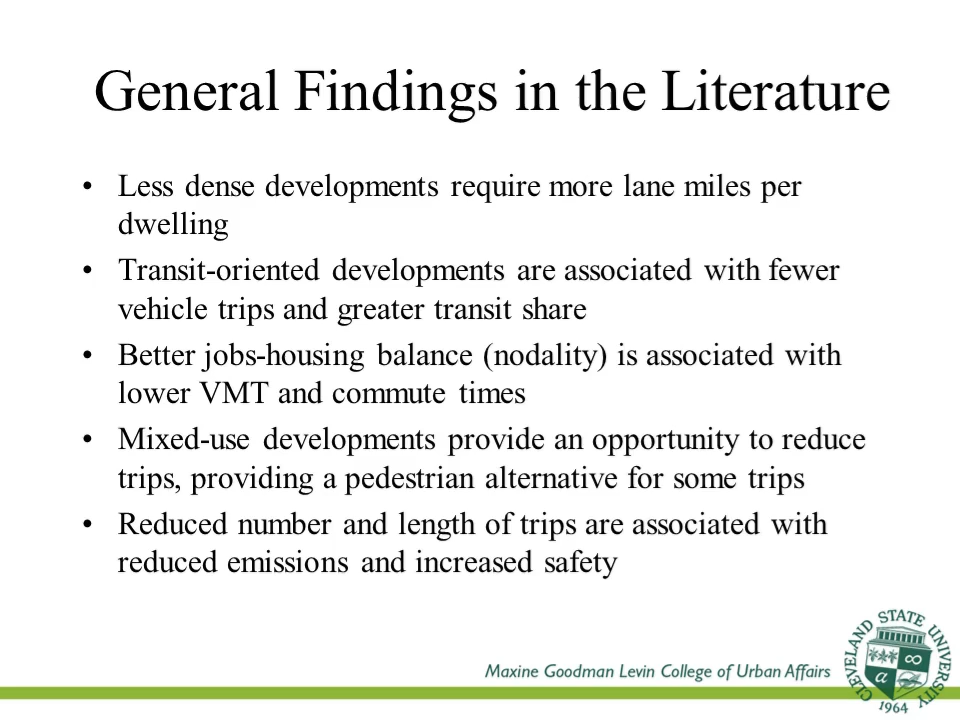 General Findings in the Literature
• Less dense developments require more lane miles per
dwelling
• Transit-oriented developments are associated with fewer
vehicle trips and greater transit share
• Better jobs-housing balance (nodality) is associated with
lower VMT and commute times
• Mixed-use developments provide an opportunity to reduce
trips, providing a pedestrian alternative for some trips
• Reduced number and length of trips are associated with
reduced emissions and increased safety
Maxine Goodman Levin College of Urban Affairs
CLEVELAND STATE UNIVERSITY
*** ∞
a
1964